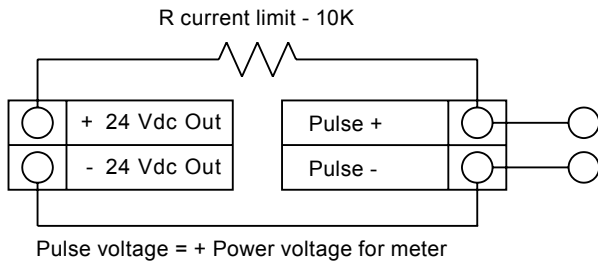 R current limit - 10K
+ 24 Vdc Out
Pulse +
- 24 Vdc Out
Pulse -
Pulse voltage = + Power voltage for meter